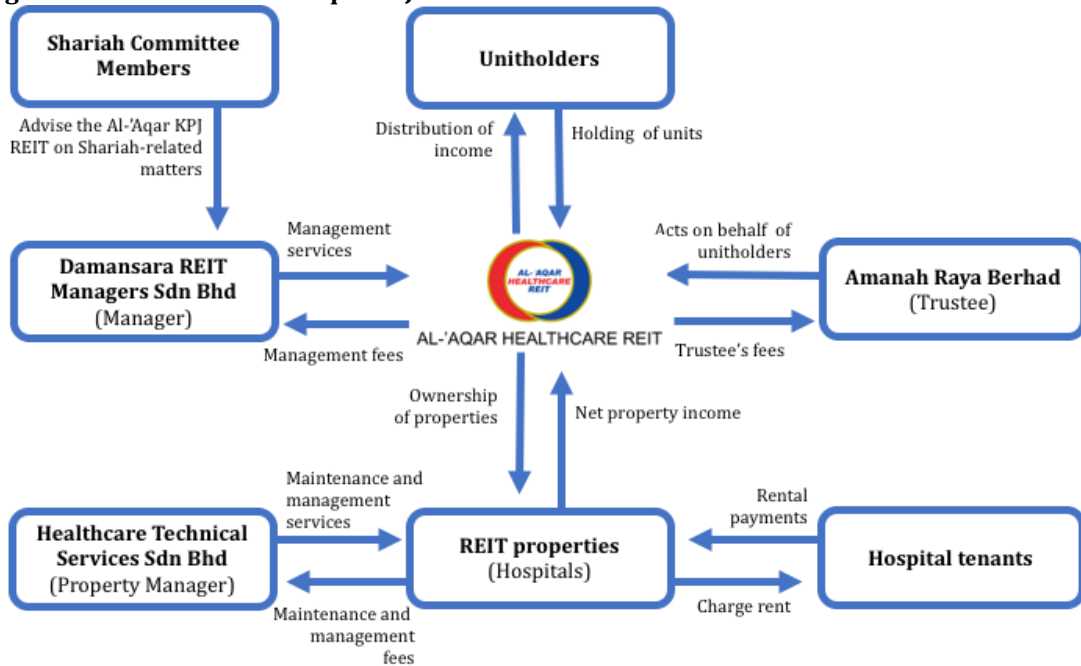 Shariah Committee
Members
Unitholders
Advise the Al-'Aqar KPJ
REIT on Shariah-related
matters
Distribution of
income
Holding of units
Management
services
Acts on behalf of
unitholders
Damansara REIT
Managers Sdn Bhd
(Manager)
AL-'AQAR
HEALTHCARE
REIT
AL-'AQAR HEALTHCARE REIT
Amanah Raya Berhad
(Trustee)
Management fees
Trustee's fees
Ownership
of properties
Net property income
Maintenance and
management
services
Rental
payments
Healthcare Technical
Services Sdn Bhd
(Property Manager)
REIT properties
(Hospitals)
Hospital tenants
Maintenance and
management
fees
Charge rent